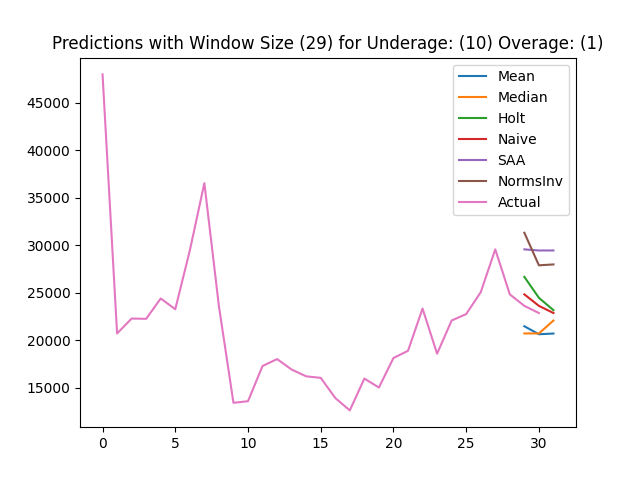 Predictions with Window Size (29) for Underage: (10) Overage: (1)
Mean
Median
Holt
Naive
SAA
NormsInv
Actual
45000
40000
35000
30000
25000
20000
15000
0 5 10 15 20 25 30